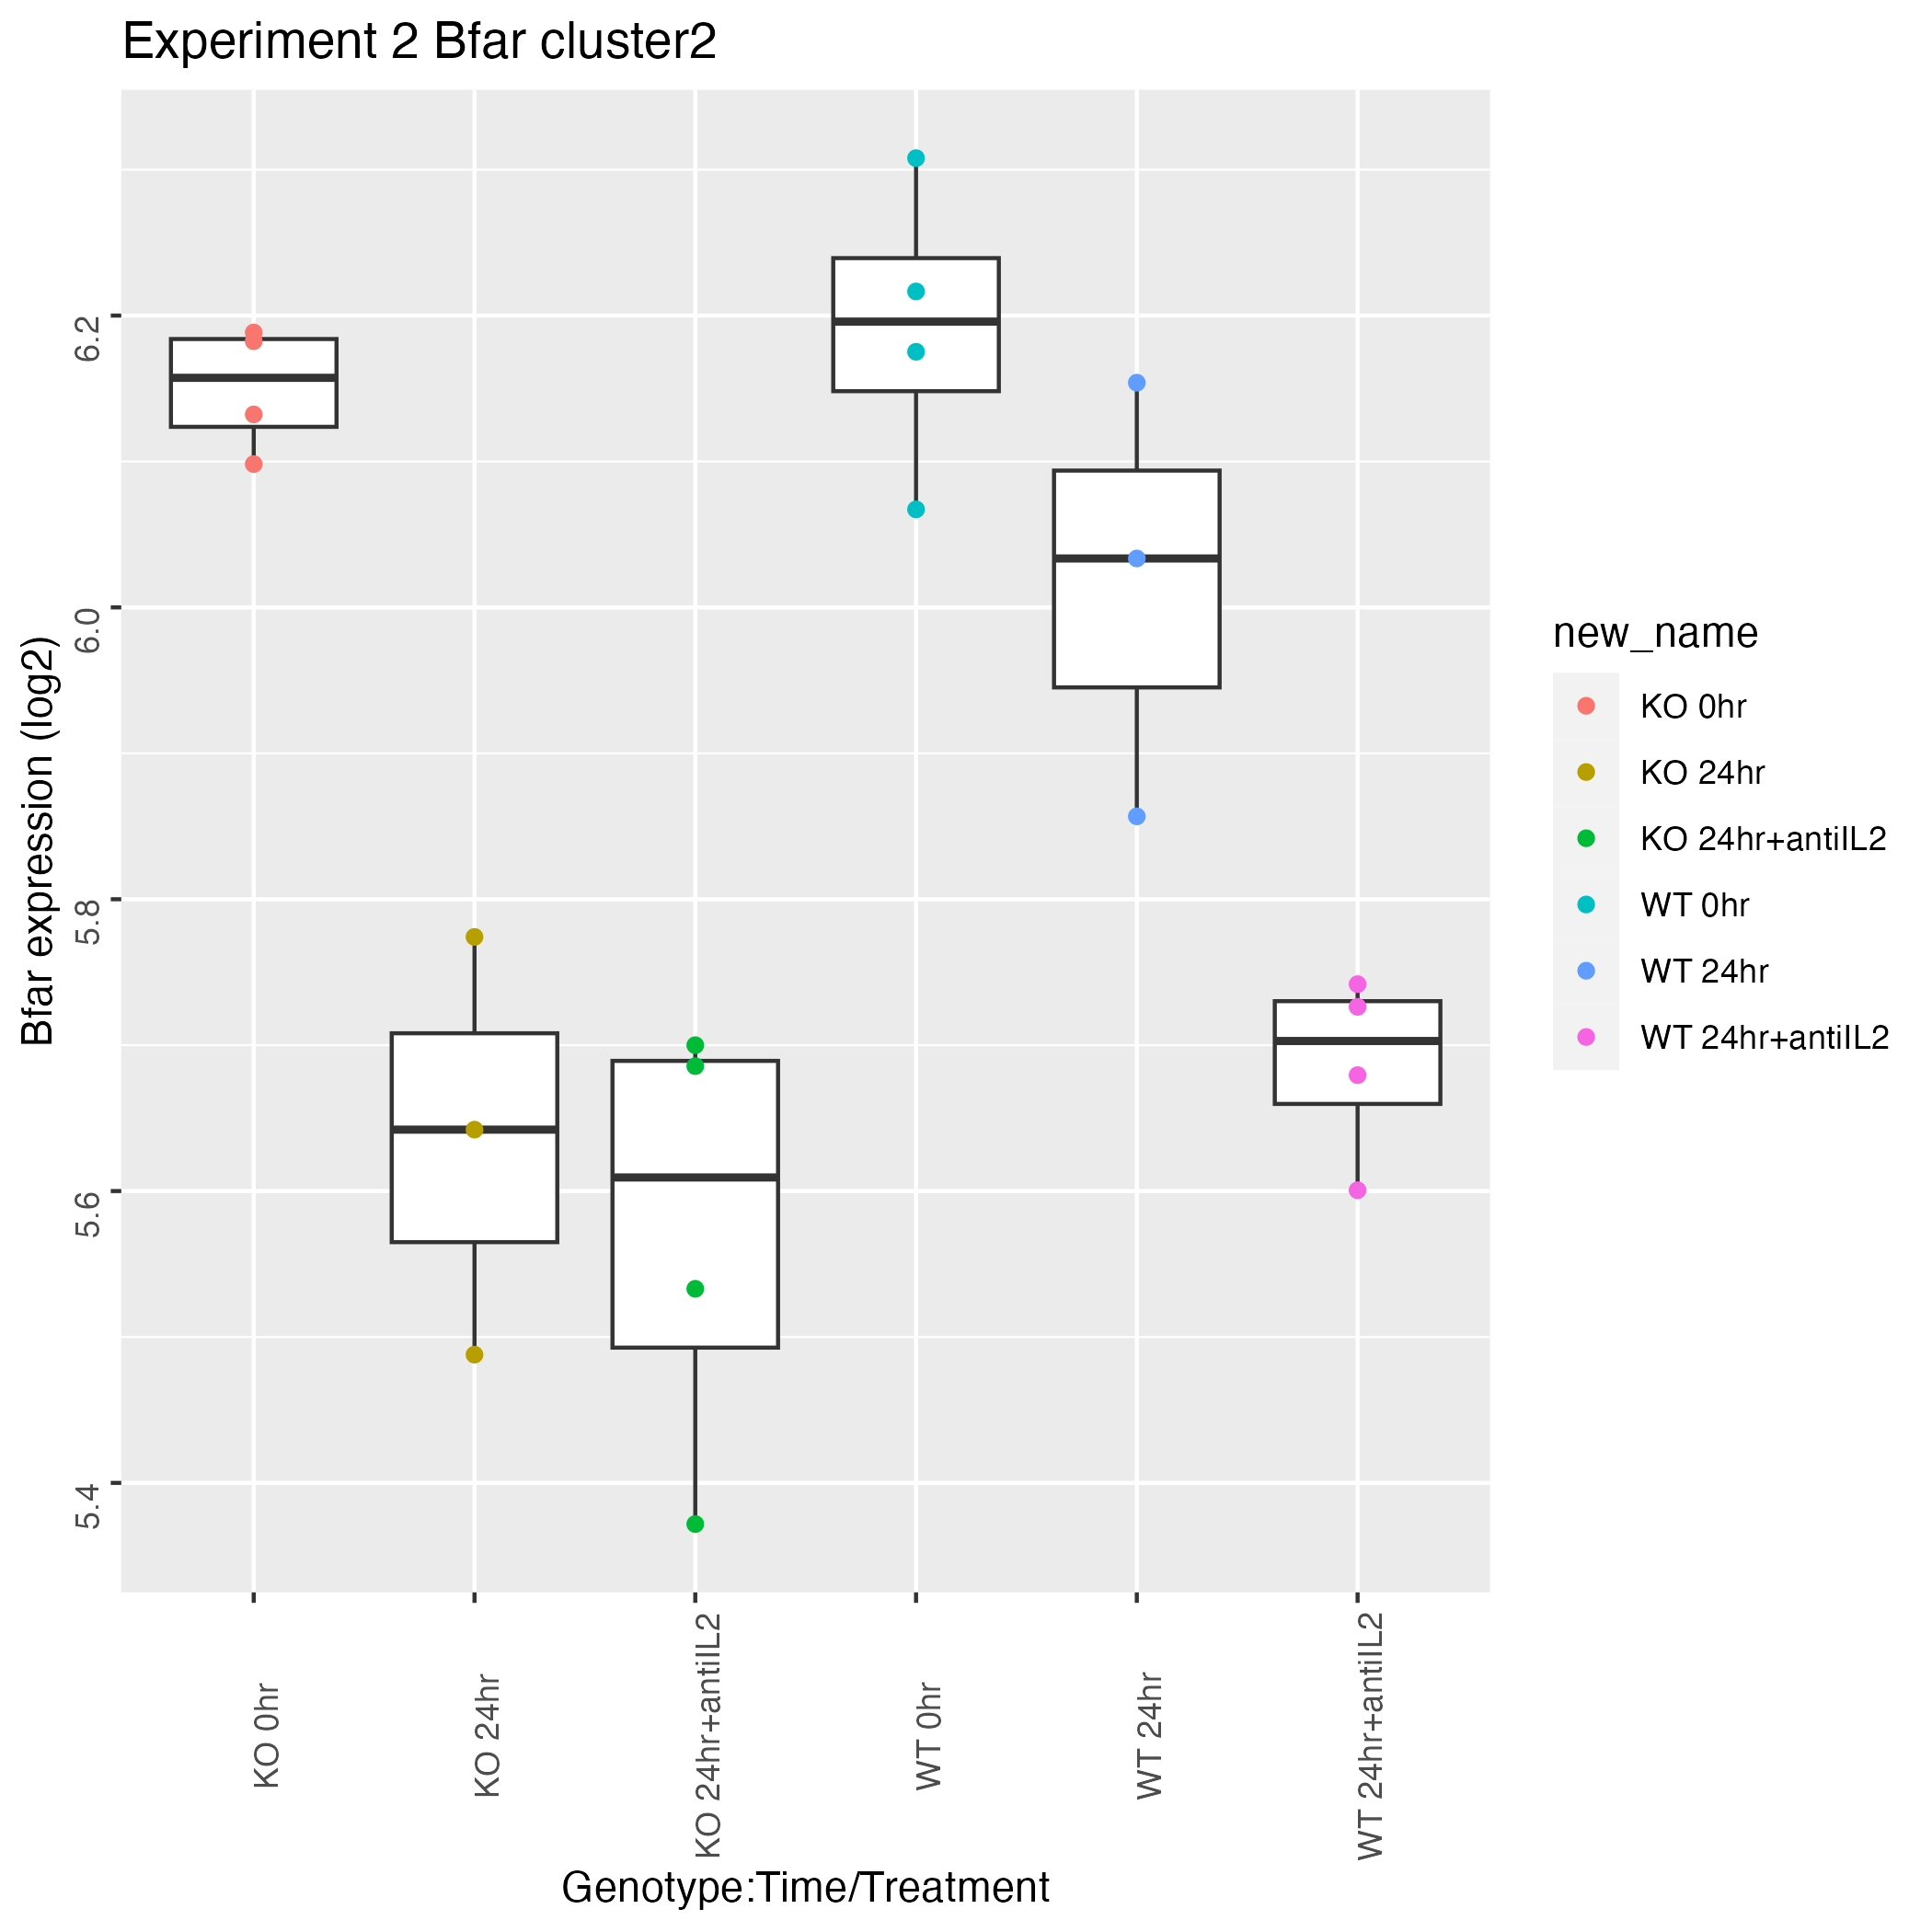 Experiment 2 Bfar cluster2
Bfar expression (log2)
6.2
6.0
5.8
5.6
5.4
KO 0hr
KO 24hr
KO 24hr+antiIL2
WT 0hr
WT 24hr
WT 24hr+antiIL2
Genotype:Time/Treatment
new_name
KO 0hr
KO 24hr
KO 24hr+antiIL2
WT 0hr
WT 24hr
WT 24hr+antiIL2